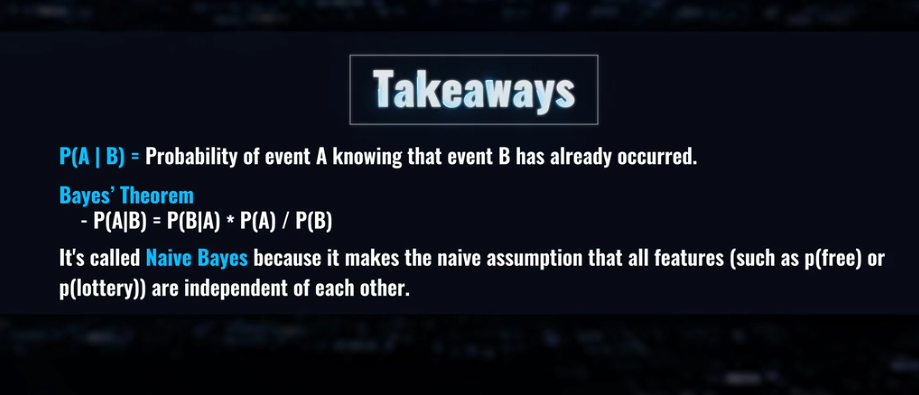 Takeaways
P(A | B) = Probability of event A knowing that event B has already occurred.
Bayes’ Theorem
- P(A|B) = P(B|A) * P(A) / P(B)
It's called Naive Bayes because it makes the naive assumption that all features (such as p(free) or
p(lottery)) are independent of each other.